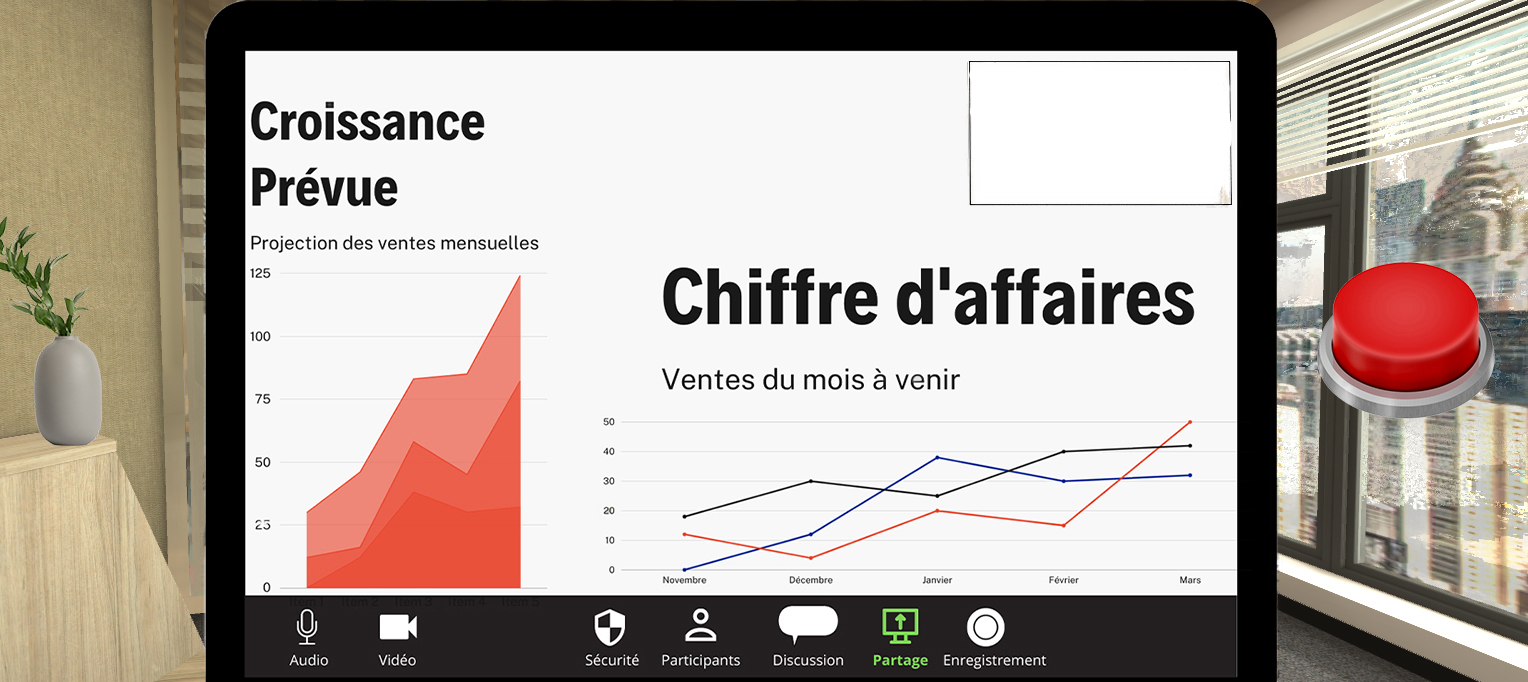 Croissance
Prévue
Projection des ventes mensuelles
125
100
75
50
25
0
Item 1 Item 2 Item 3 Item 4 Item 5
Chiffre d'affaires
Ventes du mois à venir
50
40
30
20
10
0
Novembre Décembre Janvier Février Mars
Audio Vidéo Sécurité Participants Discussion Partage Enregistrement